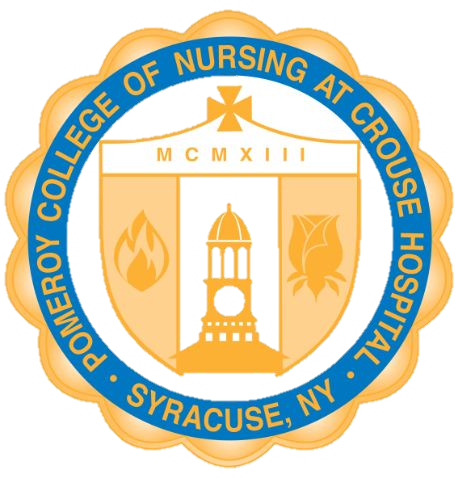 POMEROY COLLEGE OF NURSING AT CROUSE HOSPITAL
MCMXIII
• SYRACUSE, NY •